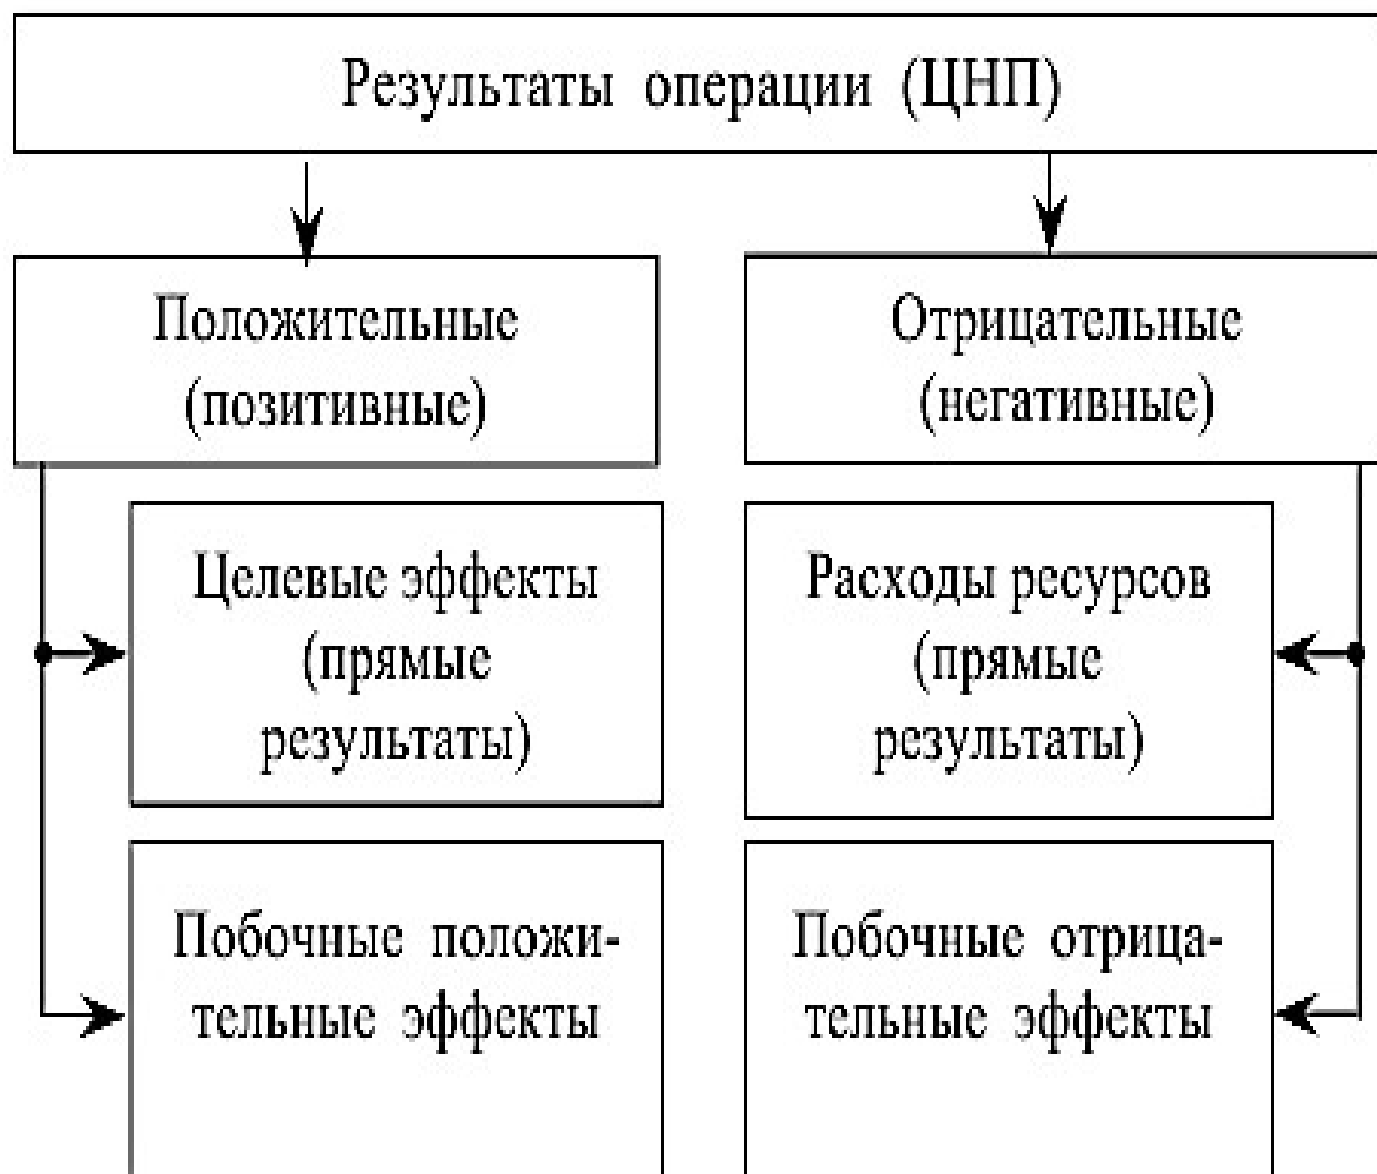 Результаты операции (ЦНП)
Положительные
(позитивные)
Отрицательные
(негативные)
Целевые эффекты
(прямые
результаты)
Расходы ресурсов
(прямые
результаты)
Побочные положи-
тельные эффекты
Побочные отрица-
тельные эффекты